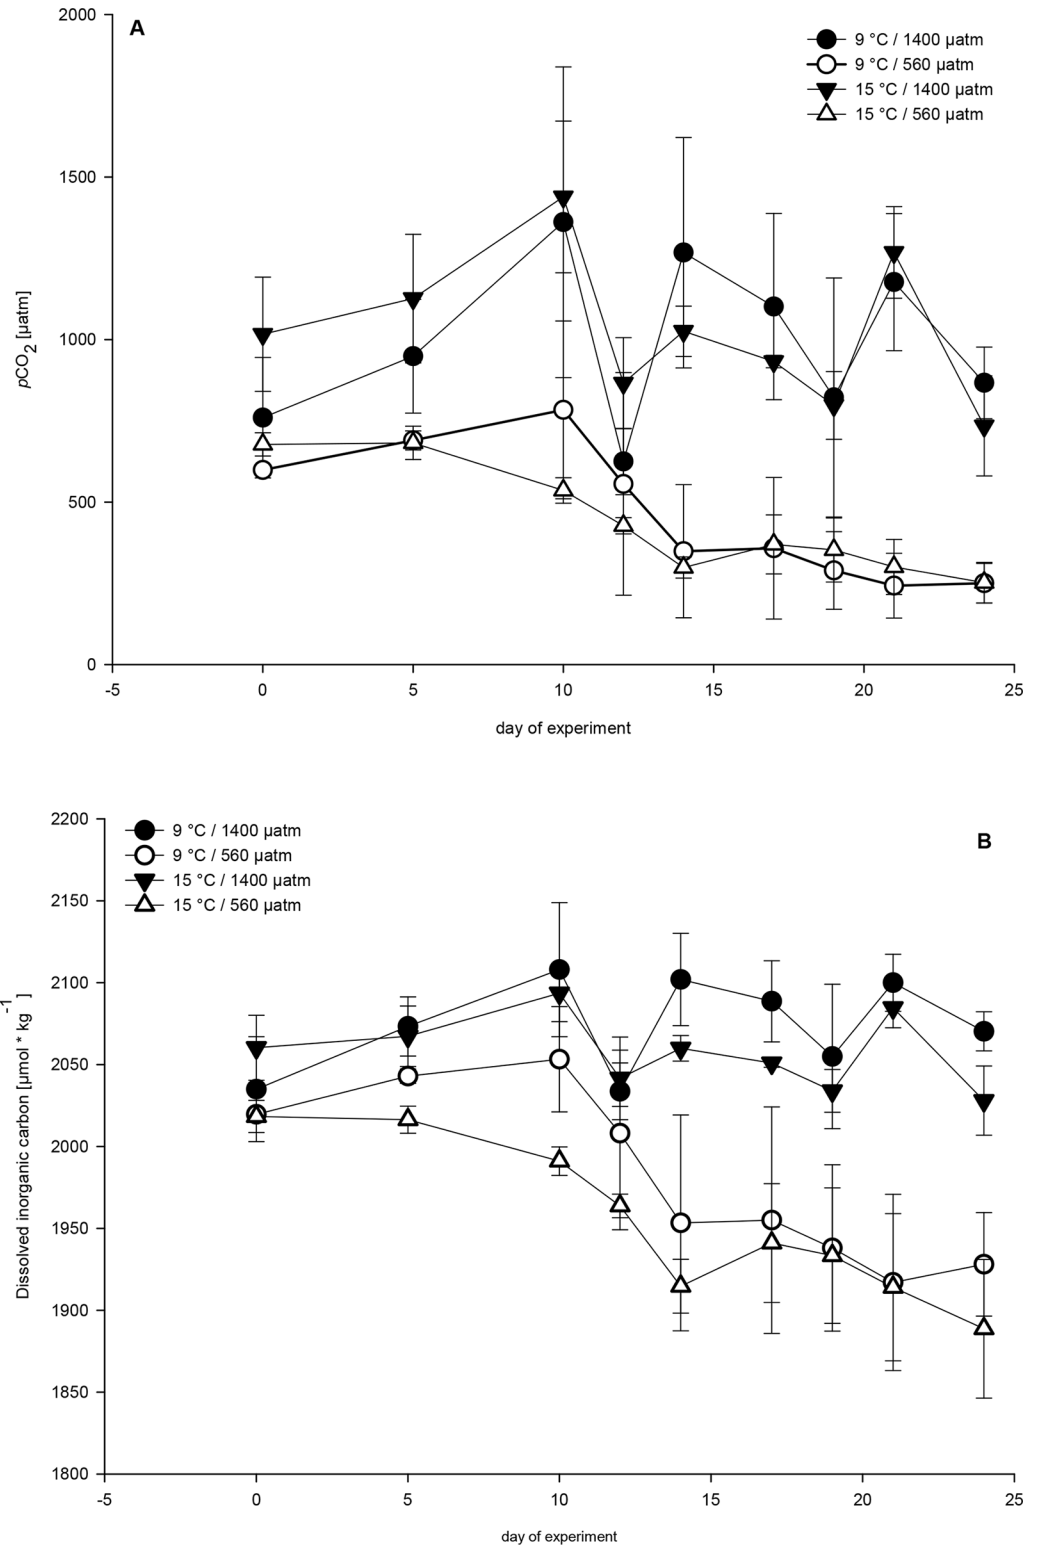 A
2000
1500
1000
500
0
pCO2 [µatm]
9 °C / 1400 µatm
9 °C / 560 µatm
15 °C / 1400 µatm
15 °C / 560 µatm
-5 0 5 10 15 20 25
day of experiment
B
2200
2150
2100
2050
2000
1950
1900
1850
1800
Dissolved inorganic carbon [µmol * kg-1]
9 °C / 1400 µatm
9 °C / 560 µatm
15 °C / 1400 µatm
15 °C / 560 µatm
-5 0 5 10 15 20 25
day of experiment